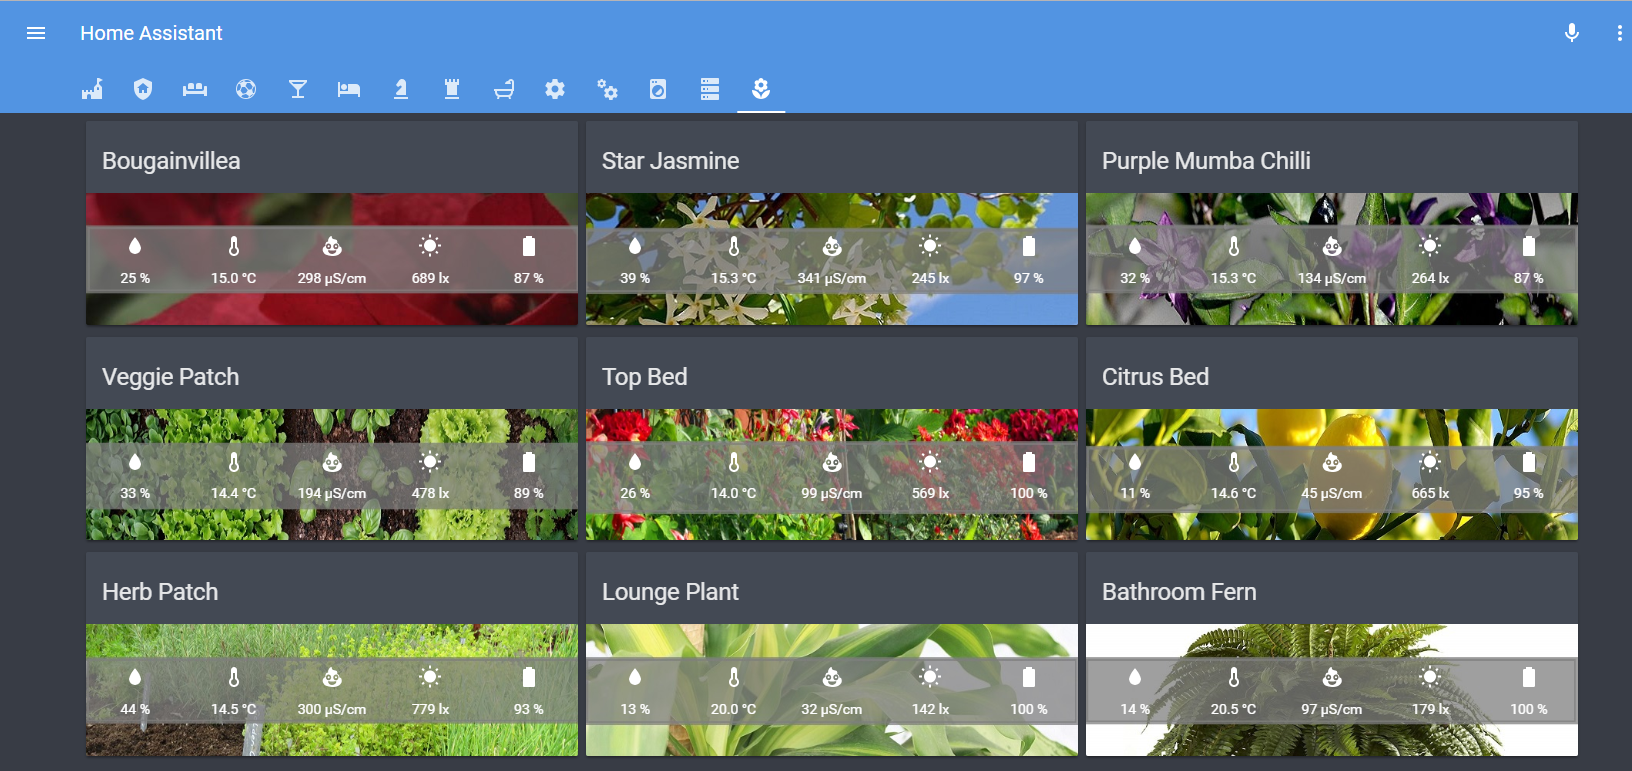 Home Assistant
Bougainvillea
25 % 15.0 °C 298 µS/cm 689 lx 87 %
Star Jasmine
39 % 15.3 °C 341 µS/cm 245 lx 97 %
Purple Mumba Chilli
32 % 15.3 °C 134 µS/cm 264 lx 87 %
Veggie Patch
33 % 14.4 °C 194 µS/cm 478 lx 89 %
Top Bed
26 % 14.0 °C 99 µS/cm 569 lx 100 %
Citrus Bed
11 % 14.6 °C 45 µS/cm 665 lx 95 %
Herb Patch
44 % 14.5 °C 300 µS/cm 779 lx 93 %
Lounge Plant
13 % 20.0 °C 32 µS/cm 142 lx 100 %
Bathroom Fern
14 % 20.5 °C 97 µS/cm 179 lx 100 %